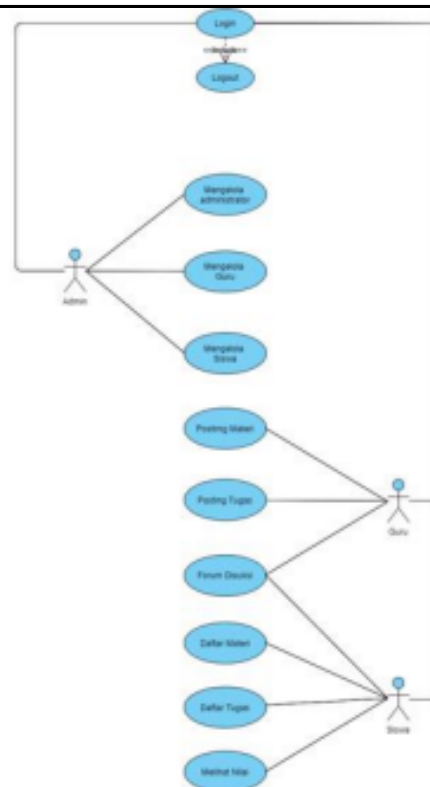 Login
<<Include>>
Logout
Mengelola
administrator
Mengelola
Guru
Admin
Mengelola
Siswa
Posting Materi
Posting Tugas
Guru
Forum Diskusi
Daftar Materi
Daftar Tugas
Siswa
Melihat Nilai